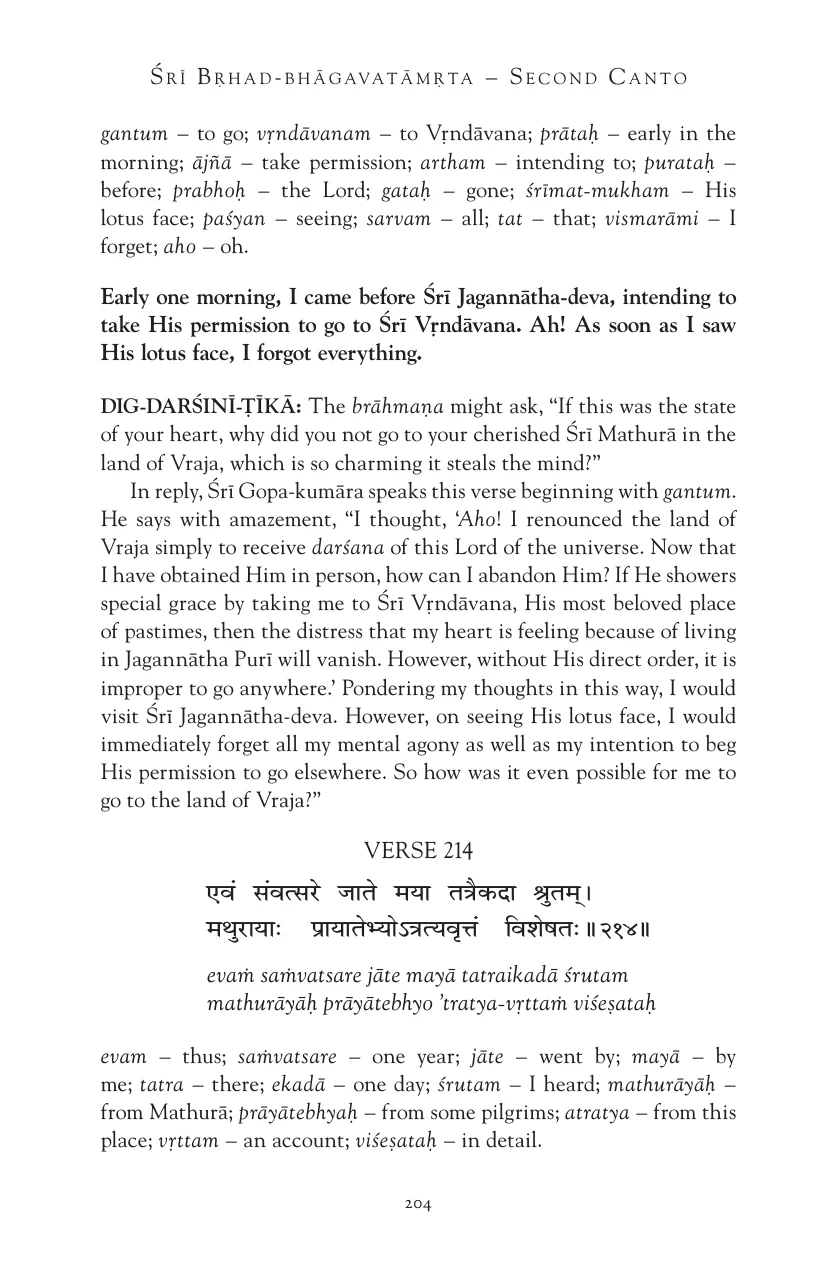 Śrī Bṛhad-bhāgavatāmṛta – Second Canto
gantum – to go; vṛndāvanam – to Vṛndāvana; prātaḥ – early in the
morning; ājñā – take permission; artham – intending to; purataḥ –
before; prabhoḥ – the Lord; gataḥ – gone; śrīmat-mukham – His
lotus face; paśyan – seeing; sarvam – all; tat – that; vismarāmi – I
forget; aho – oh.
Early one morning, I came before Śrī Jagannātha-deva, intending to
take His permission to go to Śrī Vṛndāvana. Ah! As soon as I saw
His lotus face, I forgot everything.
DIG-DARŚINĪ-ṬĪKĀ: The brāhmaṇa might ask, “If this was the state
of your heart, why did you not go to your cherished Śrī Mathurā in the
land of Vraja, which is so charming it steals the mind?”
In reply, Śrī Gopa-kumāra speaks this verse beginning with gantum.
He says with amazement, “I thought, ‘Aho! I renounced the land of
Vraja simply to receive darśana of this Lord of the universe. Now that
I have obtained Him in person, how can I abandon Him? If He showers
special grace by taking me to Śrī Vṛndāvana, His most beloved place
of pastimes, then the distress that my heart is feeling because of living
in Jagannātha Purī will vanish. However, without His direct order, it is
improper to go anywhere.’ Pondering my thoughts in this way, I would
visit Śrī Jagannātha-deva. However, on seeing His lotus face, I would
immediately forget all my mental agony as well as my intention to beg
His permission to go elsewhere. So how was it even possible for me to
go to the land of Vraja?”
VERSE 214
एवं संवत्सरे जाते मया तत्रैकदा श्रुतम्।
मथुरायाः प्रायातेभ्योऽत्रत्यवृत्तं विशेषतः॥२१४॥
evaṁ saṁvatsare jāte mayā tatraikadā śrutam
mathurāyāḥ prāyātebhyo ’tratya-vṛttaṁ viśeṣataḥ
evam – thus; saṁvatsare – one year; jāte – went by; mayā – by
me; tatra – there; ekadā – one day; śrutam – I heard; mathurāyāḥ –
from Mathurā; prāyātebhyaḥ – from some pilgrims; atratya – from this
place; vṛttam – an account; viśeṣataḥ – in detail.
204